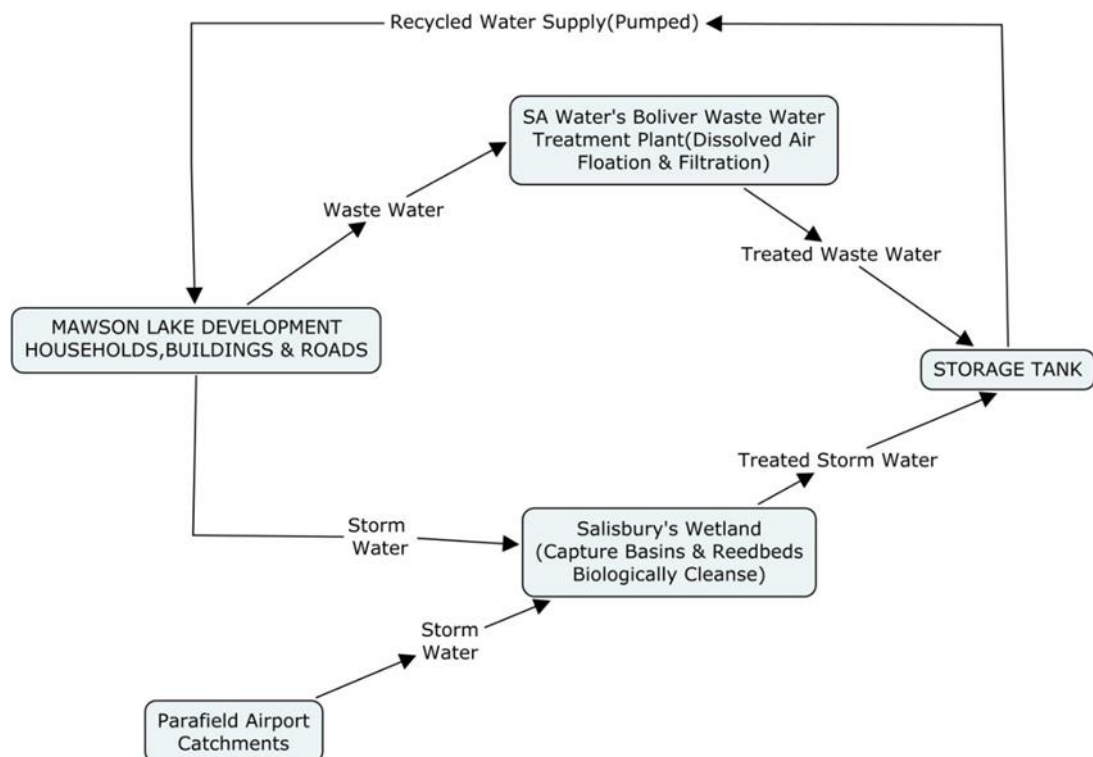 Recycled Water Supply(Pumped)
SA Water's Boliver Waste Water
Treatment Plant(Dissolved Air
Floation & Filtration)
Waste Water
Treated Waste Water
MAWSON LAKE DEVELOPMENT
HOUSEHOLDS,BUILDINGS & ROADS
STORAGE TANK
Treated Storm Water
Storm
Water
Salisbury's Wetland
(Capture Basins & Reedbeds
Biologically Cleanse)
Storm
Water
Parafield Airport
Catchments